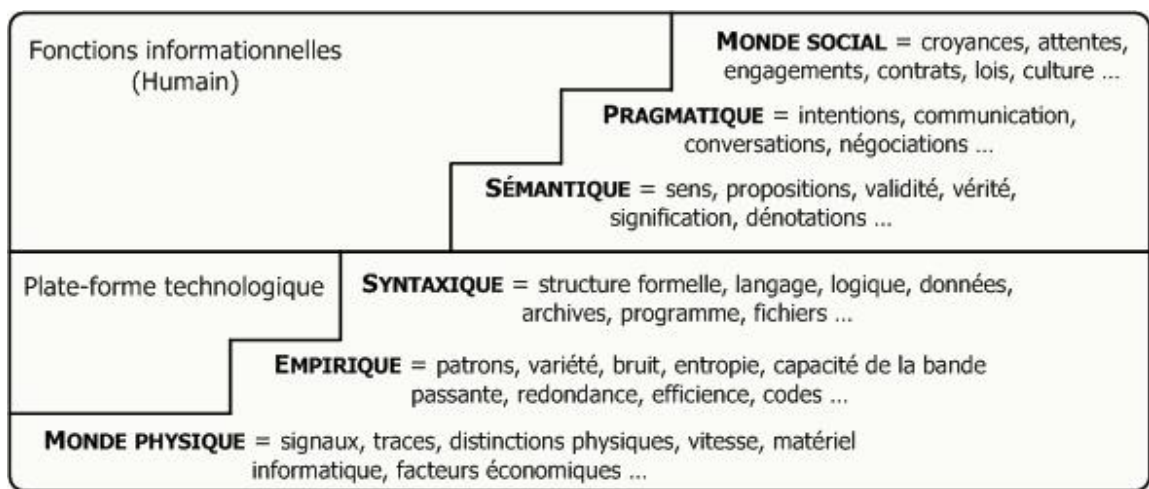 Fonctions informationnelles
(Humain)
MONDE SOCIAL = croyances, attentes,
engagements, contrats, lois, culture ...
PRAGMATIQUE = intentions, communication,
conversations, négociations ...
SÉMANTIQUE = sens, propositions, validité, vérité,
signification, dénotations ...
Plate-forme technologique
SYNTAXIQUE = structure formelle, langage, logique, données,
archives, programme, fichiers ...
EMPIRIQUE = patrons, variété, bruit, entropie, capacité de la bande
passante, redondance, efficience, codes ...
MONDE PHYSIQUE = signaux, traces, distinctions physiques, vitesse, matériel
informatique, facteurs économiques ...